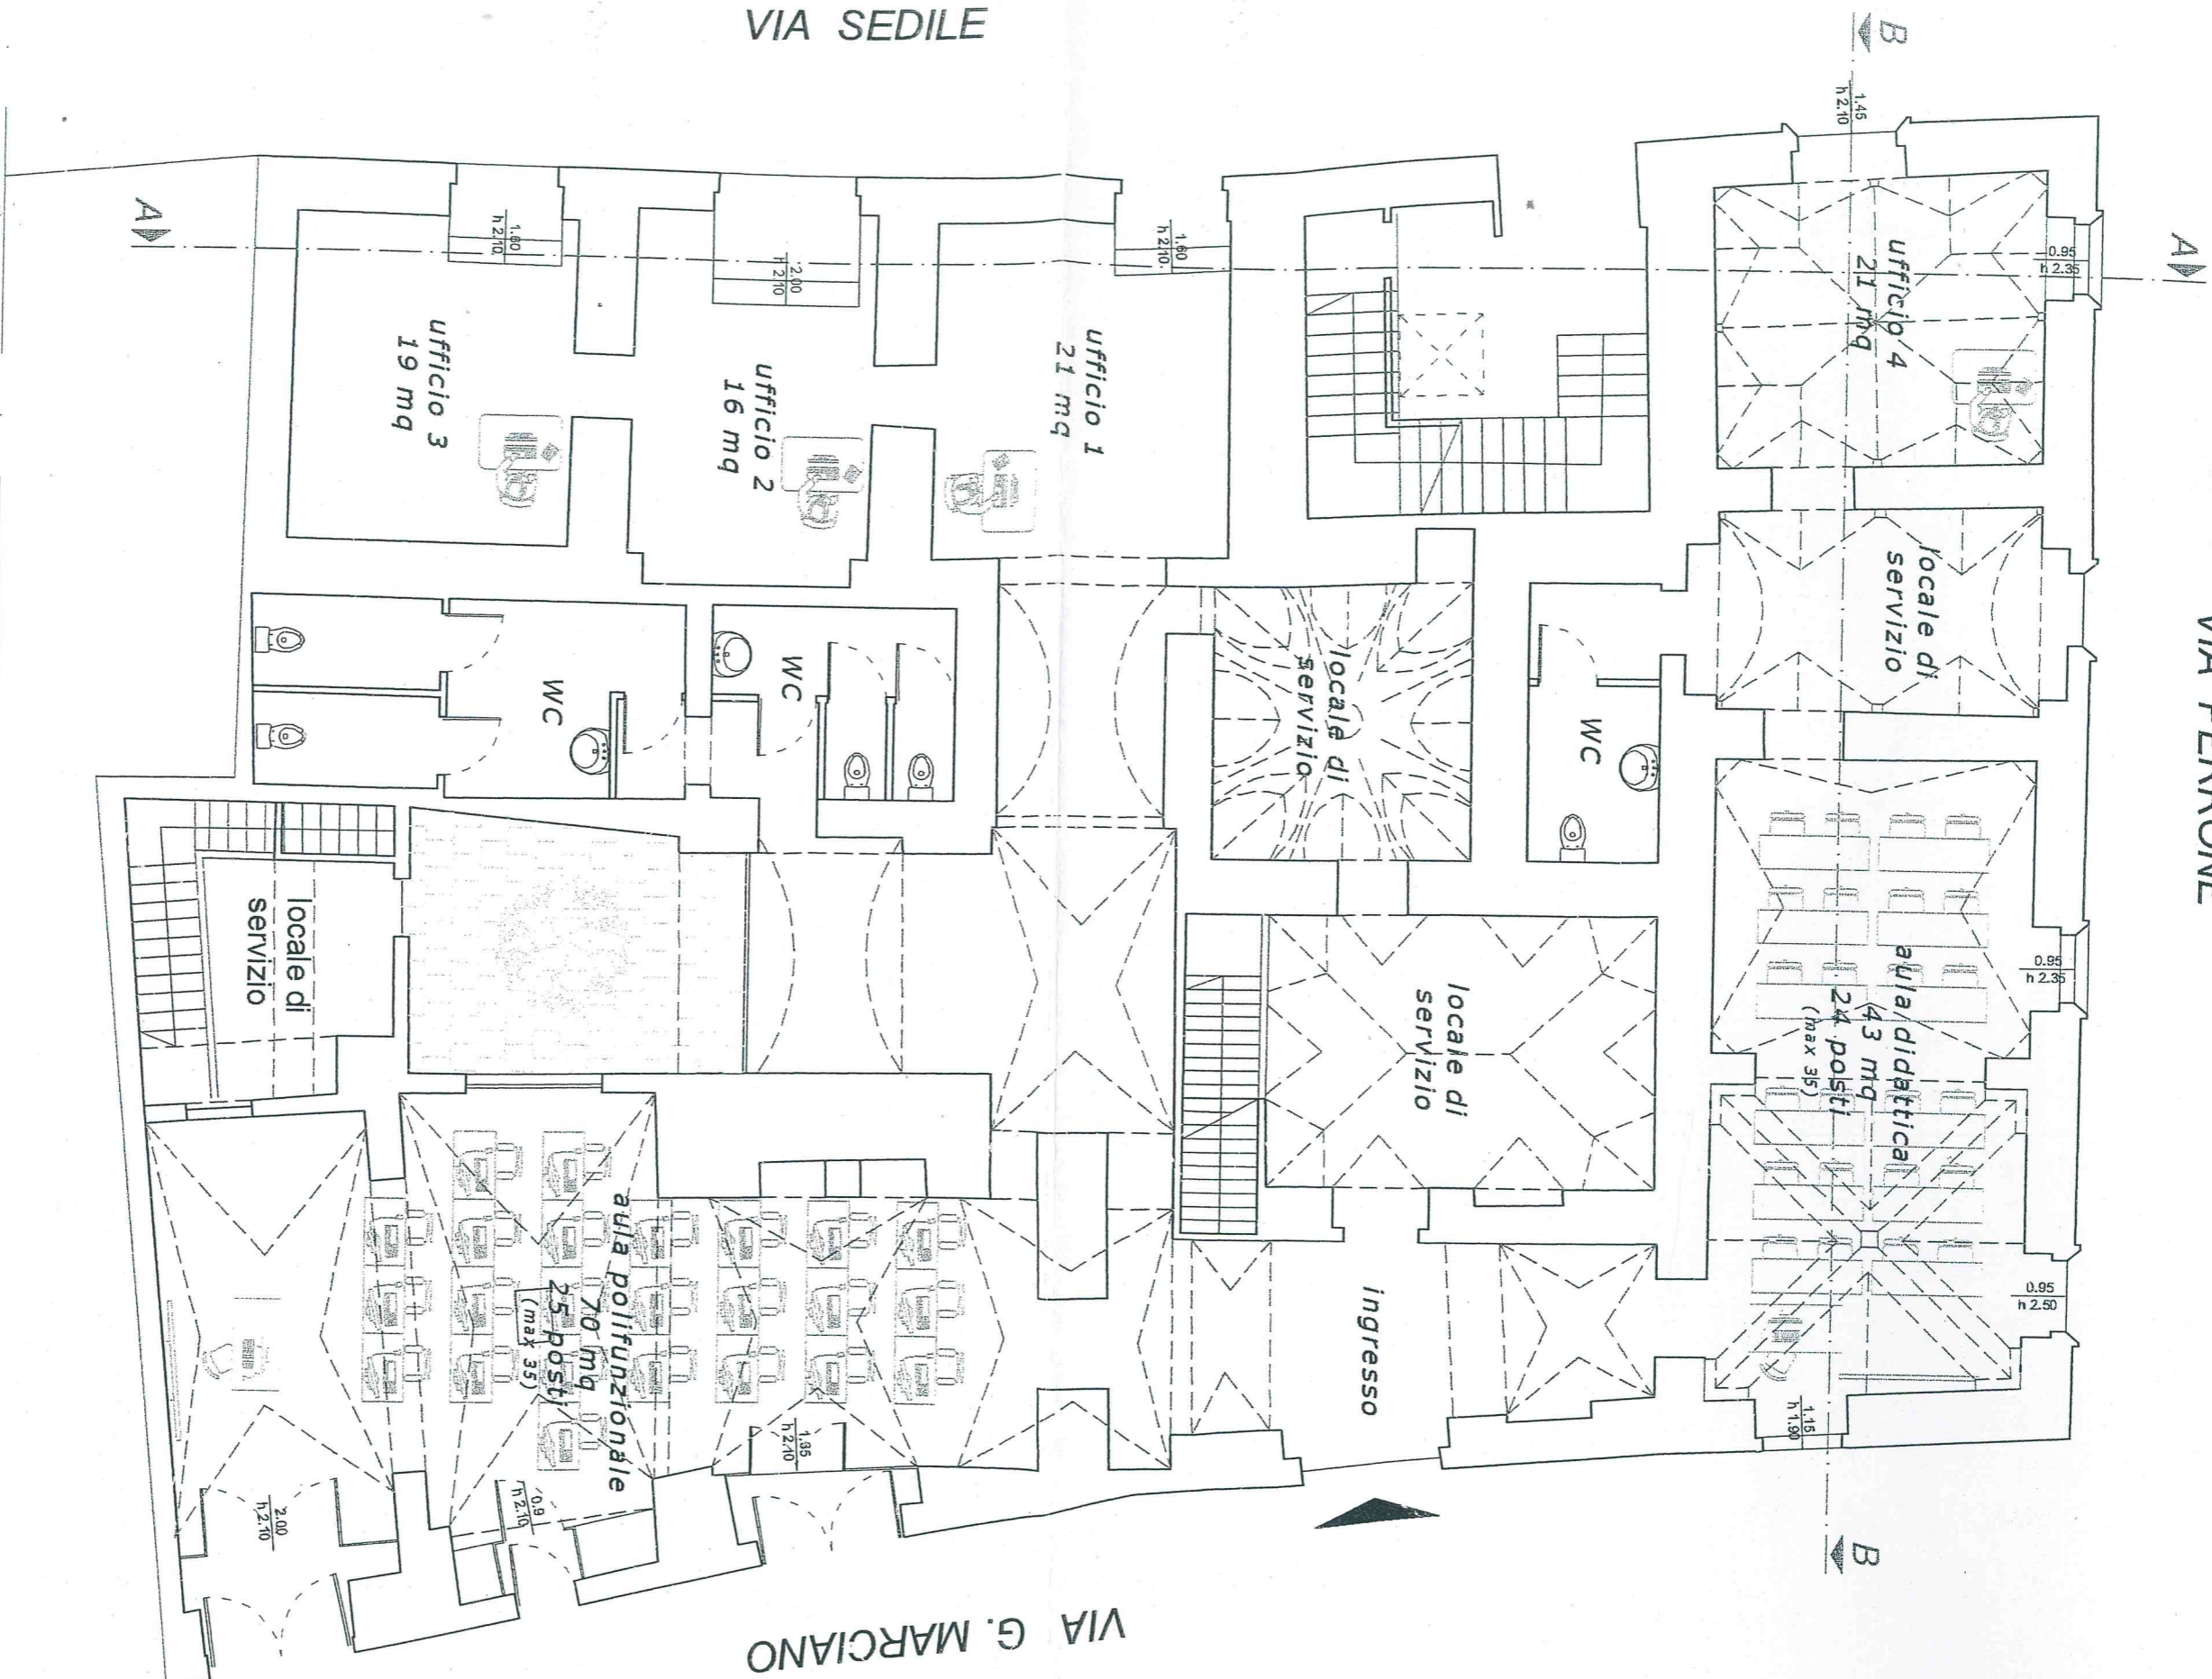 VIA SEDILE
B
1.45
h 2.10
A
A
1.60
h 2.10
2.00
h 2.10
1.60
h 2.10
0.95
h 2.35
ufficio 4
21 mq
ufficio 1
21 mq
ufficio 2
16 mq
ufficio 3
19 mq
locale di
servizio
VIA PERRONE
WC
WC
locale di
servizio
WC
locale di
servizio
locale di
servizio
0.95
h 2.35
aula didattica
43 mq
24 posti
(max 35)
0.95
h 2.50
1.15
h 1.90
ingresso
aula polifunzionale
70 mq
25 posti
(max 35)
1.35
h 2.10
0.9
h 2.10
2.00
h 2.10
B
VIA G. MARCIANO